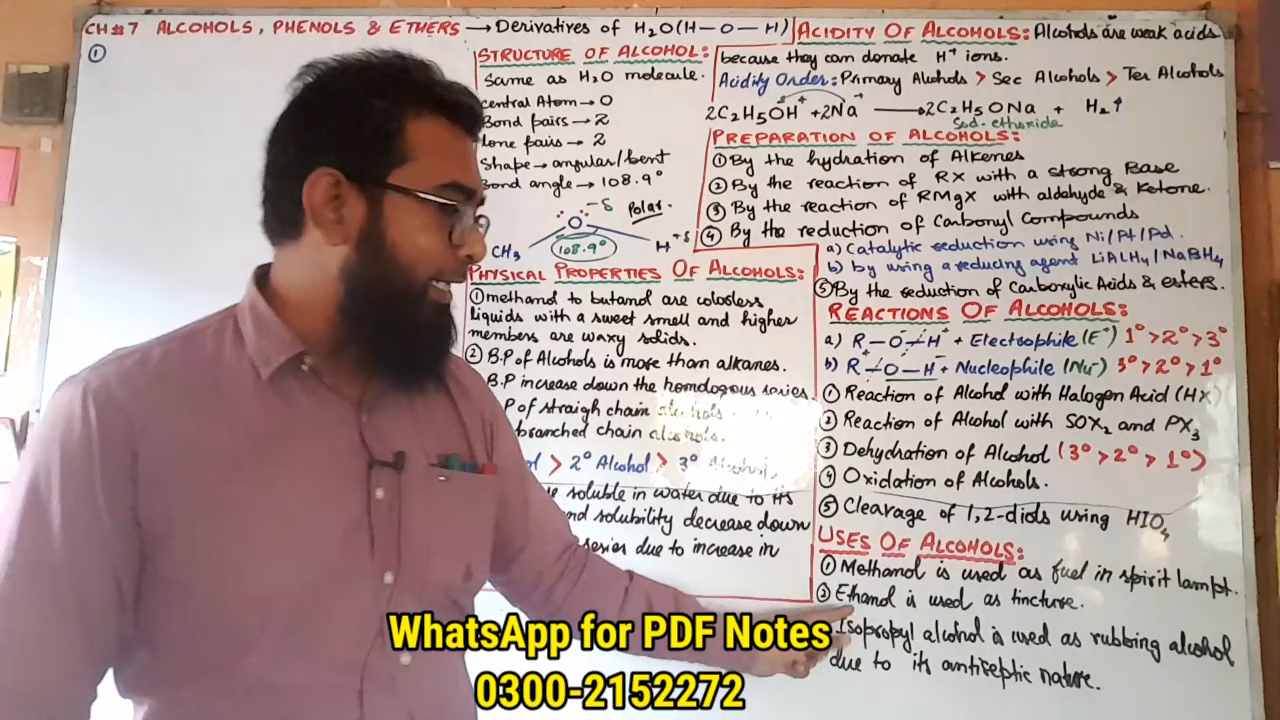 CH # 7 ALCOHOLS, PHENOLS & ETHERS → Derivatives of H2O (H—O—H)
①
STRUCTURE OF ALCOHOL:
Same as H2O molecule.
central Atom → O
Bond pairs → 2
lone pairs → 2
Shape → angular/bent
Bond angle → 108.9°
-δ Polar.
O
CH3 108.9° H +δ
PHYSICAL PROPERTIES OF ALCOHOLS:
① methanol to butanol are colorless
liquids with a sweet smell and higher
members are waxy solids.
② B.P of Alcohols is more than alkanes.
B.P increase down the homologous series.
P of straigh chain alcohols
branched chain alcohols.
> 2° Alcohol > 3° Alcohol,
soluble in water due to its
nd solubility decrease down
series due to increase in
ACIDITY OF ALCOHOLS: Alcohols are weak acids
because they can donate H+ ions.
Acidity Order: Primary Alcohols > Sec Alcohols > Ter Alcohols
2C2H5OH + 2Na → 2C2H5ONa + H2↑
Sod. ethoxide
PREPARATION OF ALCOHOLS:
① By the hydration of Alkenes
② By the reaction of RX with a strong Base
③ By the reaction of RMgX with aldehyde & Ketone.
④ By the reduction of Carbonyl Compounds
a) Catalytic reduction using Ni/Pt/Pd.
b) by using a reducing agent LiAlH4/NaBH4
⑤ By the reduction of Carboxylic Acids & esters.
REACTIONS OF ALCOHOLS:
a) R—O—H + Electrophile (E+) 1° > 2° > 3°
b) R—O—H + Nucleophile (Nu-) 3° > 2° > 1°
① Reaction of Alcohol with Halogen Acid (HX)
② Reaction of Alcohol with SOX2 and PX3
③ Dehydration of Alcohol (3° > 2° > 1°)
④ Oxidation of Alcohols.
⑤ Clearage of 1,2-diols using HIO4
USES OF ALCOHOLS:
① Methanol is used as fuel in spirit lampt.
② Ethanol is used as tincture.
Isopropyl alcohol is used as rubbing alcohol
due to its antiseptic nature.
WhatsApp for PDF Notes
0300-2152272